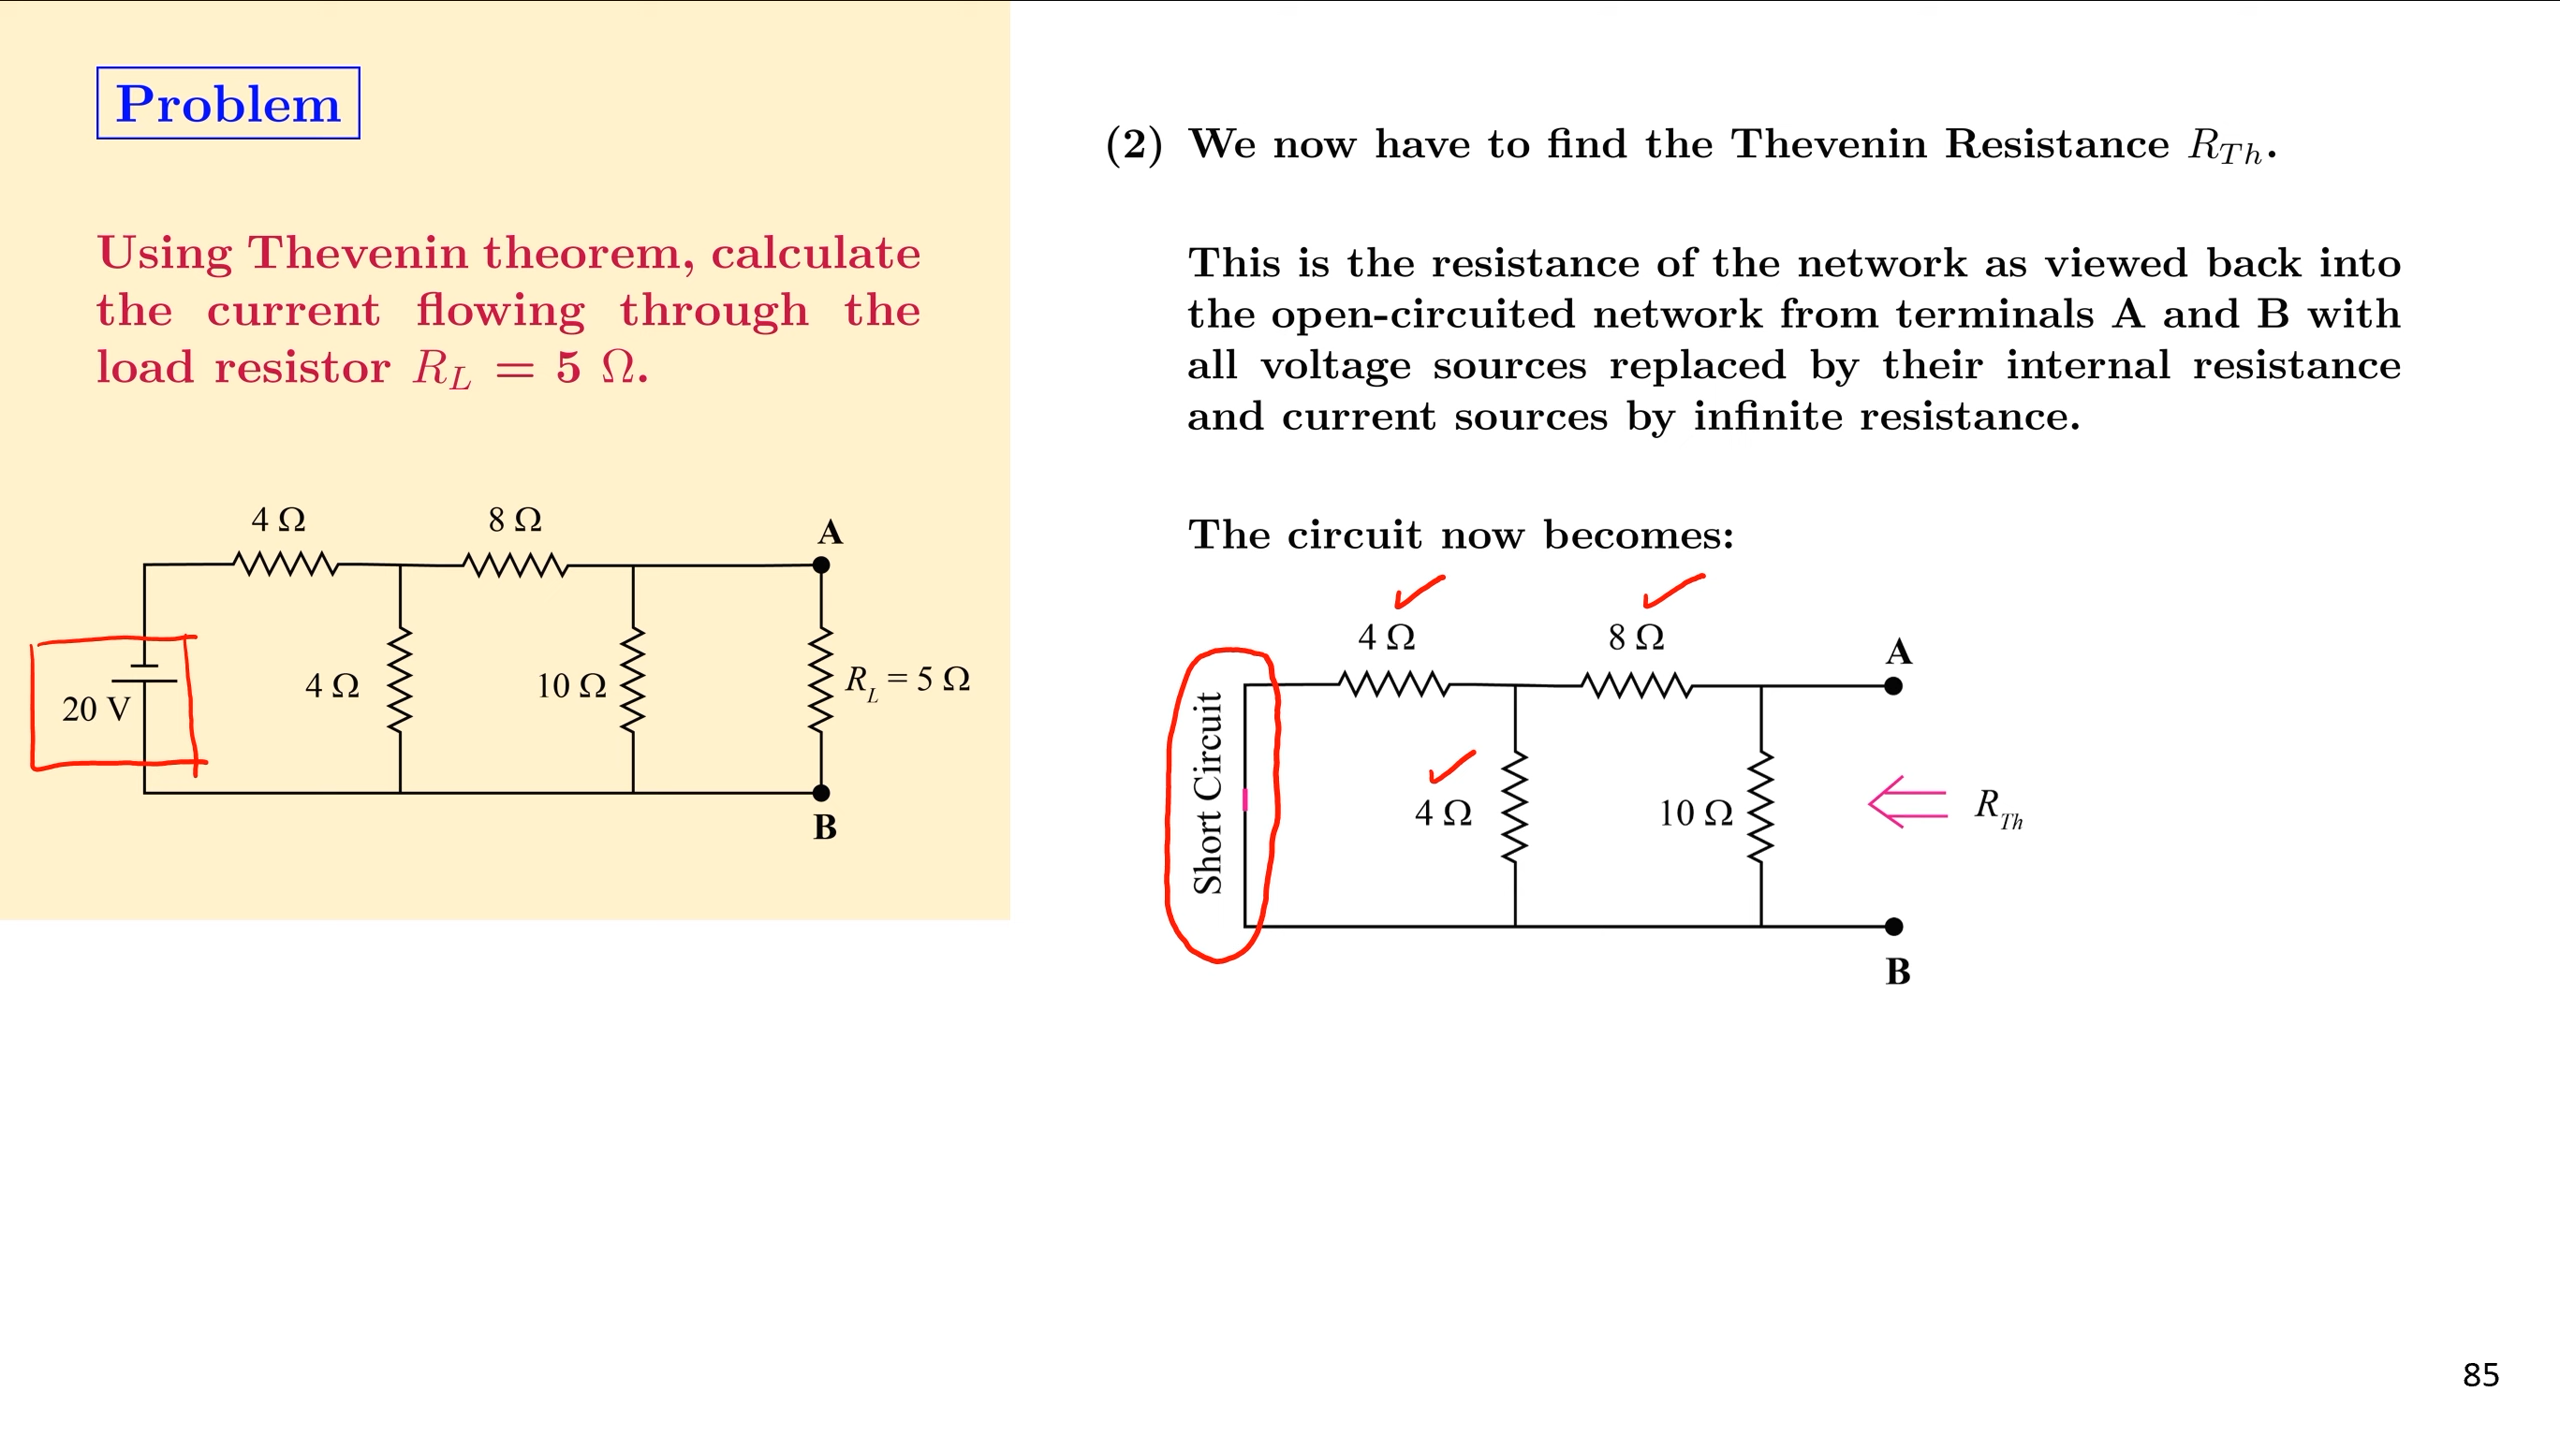 Problem
Using Thevenin theorem, calculate
the current flowing through the
load resistor R_L = 5 Ω.
4 Ω
8 Ω
A
20 V
4 Ω
10 Ω
R_L = 5 Ω
B
(2) We now have to find the Thevenin Resistance R_Th.
This is the resistance of the network as viewed back into
the open-circuited network from terminals A and B with
all voltage sources replaced by their internal resistance
and current sources by infinite resistance.
The circuit now becomes:
4 Ω
8 Ω
A
Short Circuit
4 Ω
10 Ω
R_Th
B
85